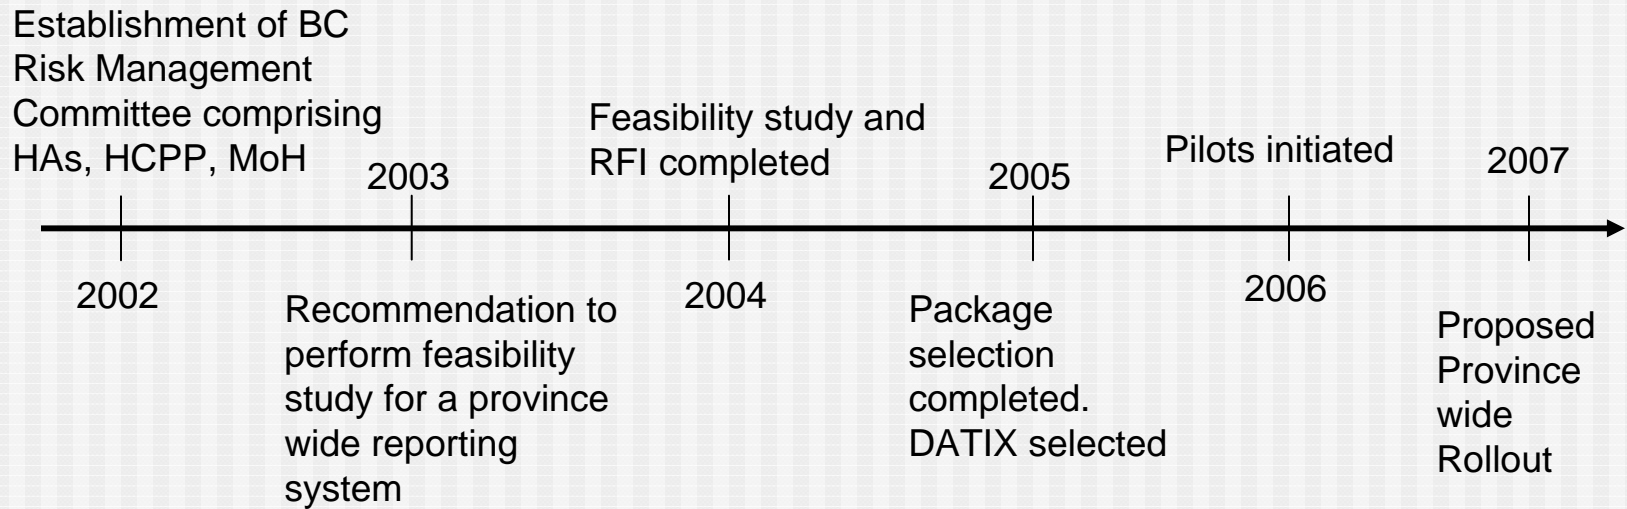 Establishment of BC
Risk Management
Committee comprising
HAs, HCPP, MoH
2002
2003
Recommendation to
perform feasibility
study for a province
wide reporting
system
Feasibility study and
RFI completed
2004
2005
Package
selection
completed.
DATIX selected
Pilots initiated
2006
2007
Proposed
Province
wide
Rollout